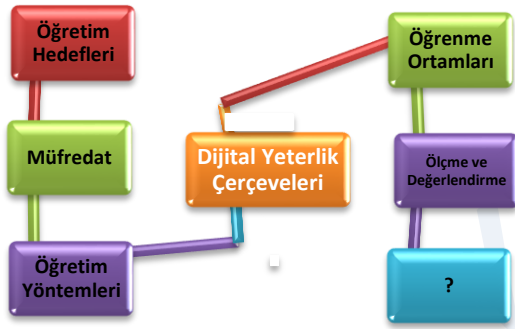 Öğretim
Hedefleri
Müfredat
Öğretim
Yöntemleri
Dijital Yeterlik
Çerçeveleri
Öğrenme
Ortamları
Ölçme ve
Değerlendirme
?